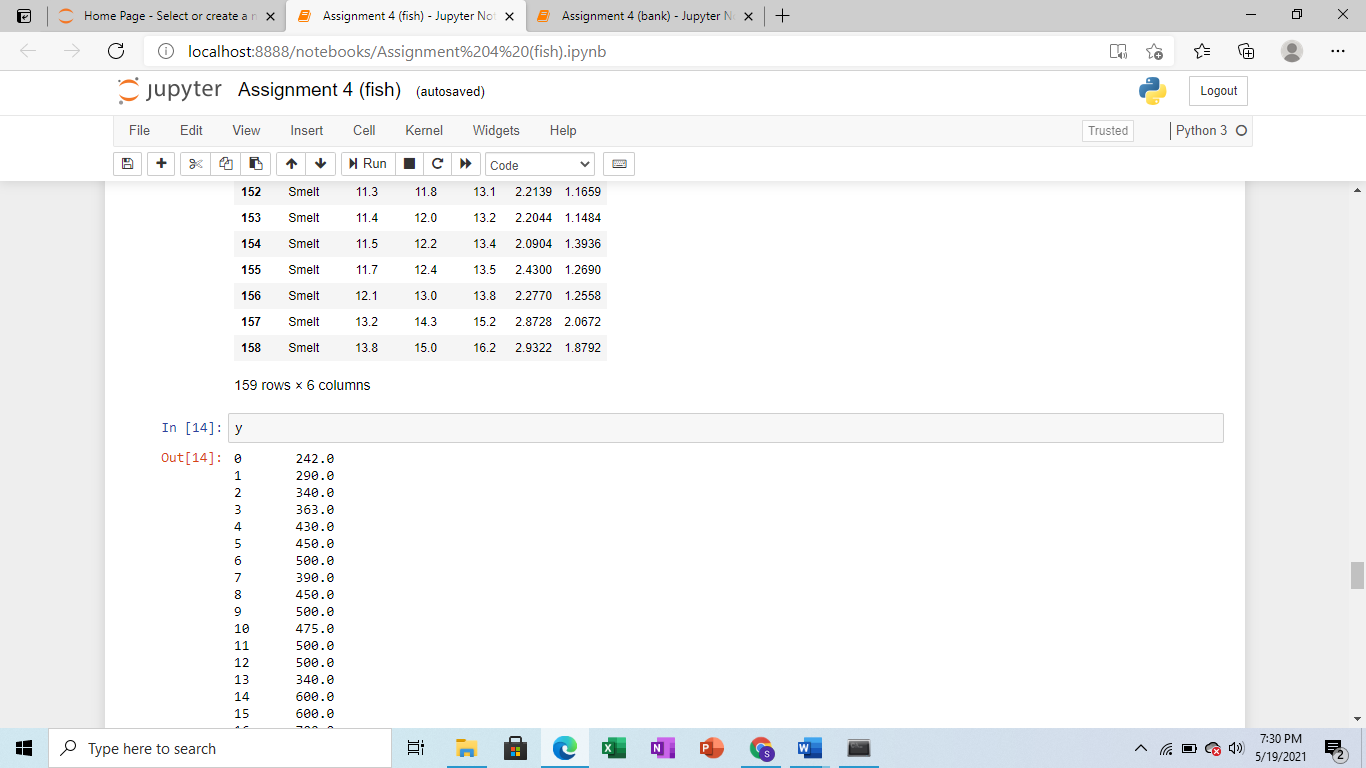 Home Page - Select or create a n
Assignment 4 (fish) - Jupyter Not
Assignment 4 (bank) - Jupyter N
localhost:8888/notebooks/Assignment%204%20(fish).ipynb
jupyter Assignment 4 (fish) (autosaved)
Logout
File Edit View Insert Cell Kernel Widgets Help
Trusted
Python 3
Run
Code
152 Smelt 11.3 11.8 13.1 2.2139 1.1659
153 Smelt 11.4 12.0 13.2 2.2044 1.1484
154 Smelt 11.5 12.2 13.4 2.0904 1.3936
155 Smelt 11.7 12.4 13.5 2.4300 1.2690
156 Smelt 12.1 13.0 13.8 2.2770 1.2558
157 Smelt 13.2 14.3 15.2 2.8728 2.0672
158 Smelt 13.8 15.0 16.2 2.9322 1.8792
159 rows × 6 columns
In [14]: y
Out[14]: 0 242.0
1 290.0
2 340.0
3 363.0
4 430.0
5 450.0
6 500.0
7 390.0
8 450.0
9 500.0
10 475.0
11 500.0
12 500.0
13 340.0
14 600.0
15 600.0
Type here to search
7:30 PM
5/19/2021
2